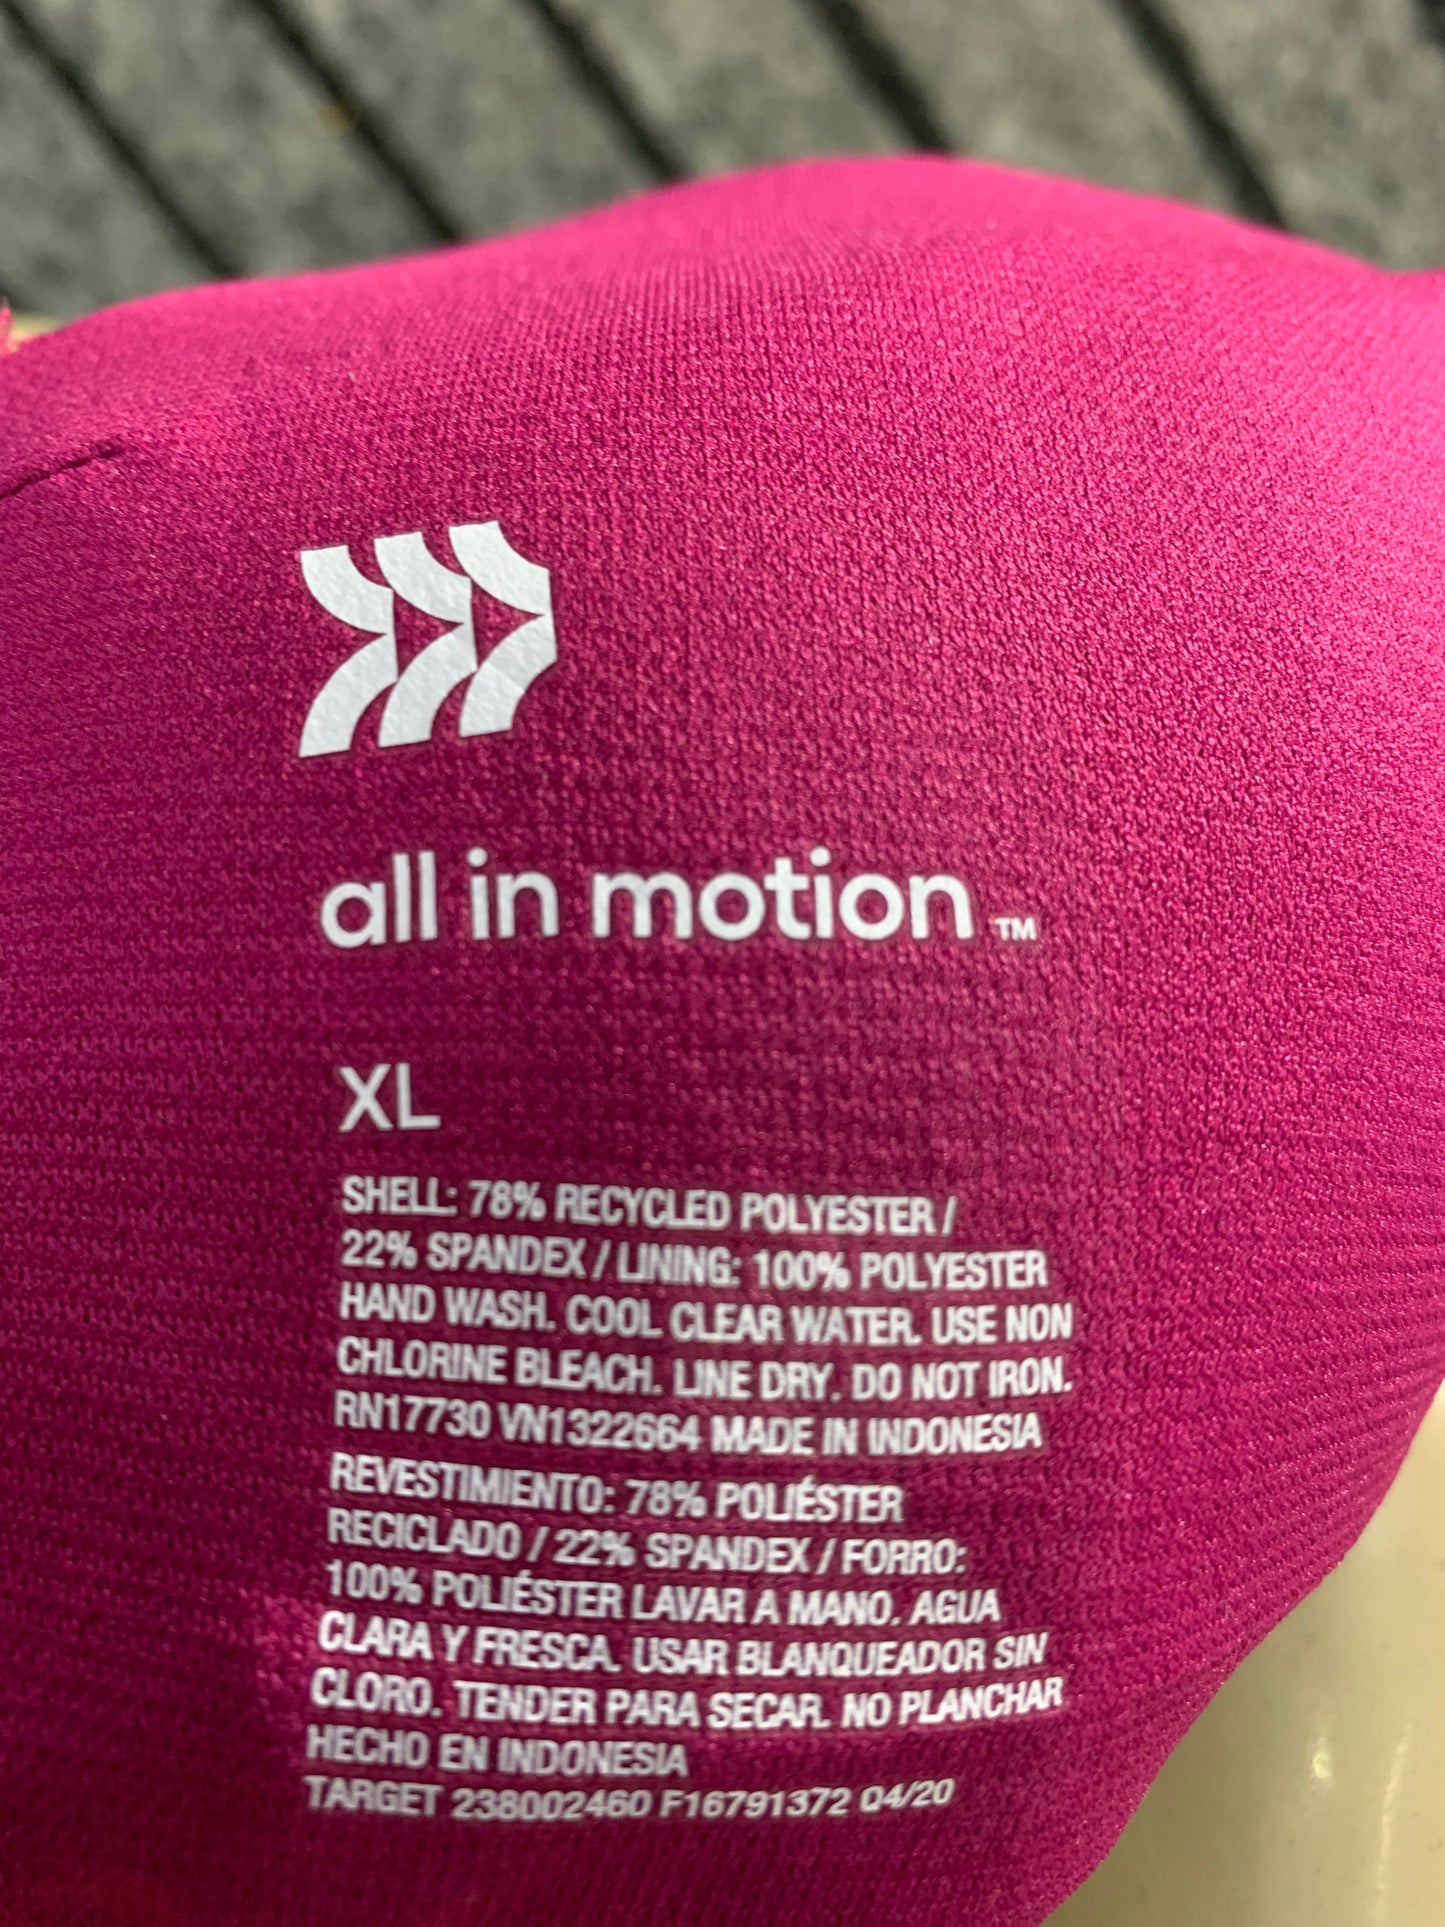 all in motion™
XL
SHELL: 78% RECYCLED POLYESTER /
22% SPANDEX / LINING: 100% POLYESTER
HAND WASH. COOL CLEAR WATER. USE NON
CHLORINE BLEACH. LINE DRY. DO NOT IRON.
RN17730 VN1322664 MADE IN INDONESIA
REVESTIMIENTO: 78% POLIÉSTER
RECICLADO / 22% SPANDEX / FORRO:
100% POLIÉSTER LAVAR A MANO. AGUA
CLARA Y FRESCA. USAR BLANQUEADOR SIN
CLORO. TENDER PARA SECAR. NO PLANCHAR
HECHO EN INDONESIA
TARGET 238002460 F16791372 04/20